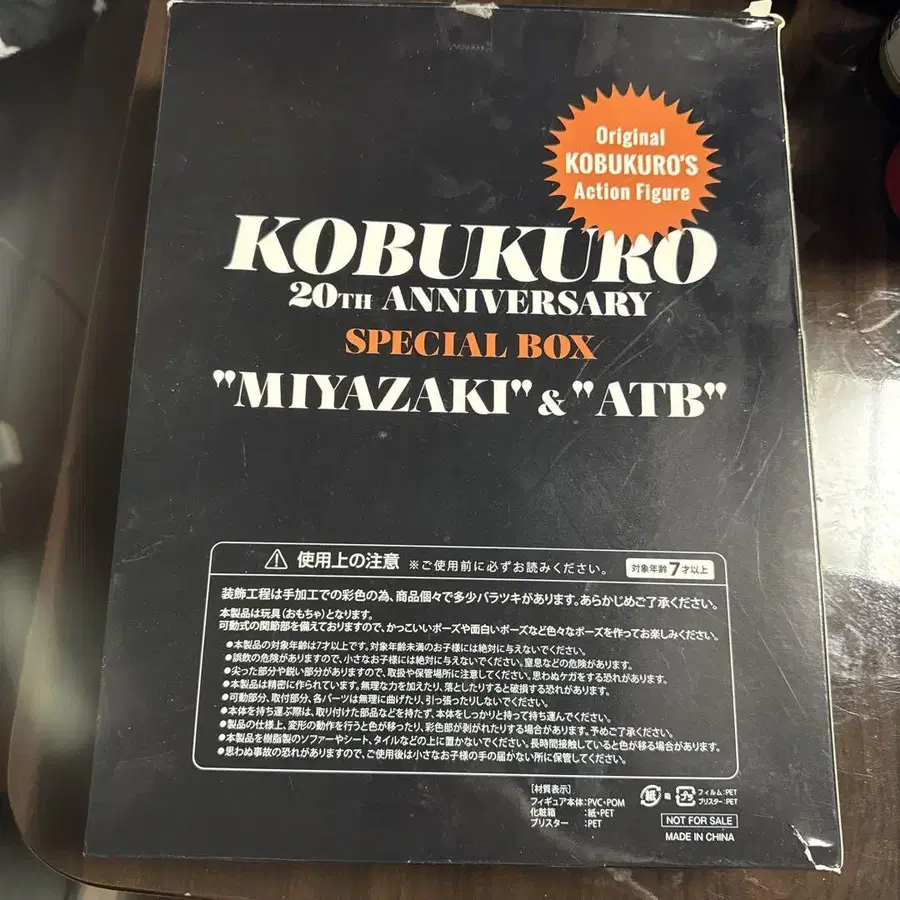 Original
KOBUKURO'S
Action Figure
KOBUKURO
20TH ANNIVERSARY
SPECIAL BOX
"MIYAZAKI" & "ATB"
使用上の注意 ※ご使用前に必ずお読みください。 対象年齢7才以上
装飾工程は手加工での彩色の為、商品個々で多少バラツキがあります。あらかじめご了承ください。
本製品は玩具(おもちゃ)となります。
可動式の関節部を備えておりますので、かっこいいポーズや面白いポーズなど色々なポーズを作ってお楽しみください。
●本製品の対象年齢は7才以上です。対象年齢未満のお子様には絶対に与えないでください。
●誤飲の危険がありますので、小さなお子様には絶対に与えないでください。窒息などの危険があります。
●尖った部分や鋭い部分がありますので、取扱や保管場所に注意してください。思わぬケガをする恐れがあります。
●本製品は精密に作られています。無理な力を加えたり、落としたりすると破損する恐れがあります。
●可動部分、取付部分、各パーツは無理に曲げたり、引っ張ったりしないでください。
●本体を持ち運ぶ際は、取り付けた部品などを持たず、本体をしっかりと持って持ち運んでください。
●製品の仕様上、変形の動作を行うと色が移ったり、彩色部が剥がれたりする場合があります。予めご了承ください。
●本製品を樹脂製のソファーやシート、タイルなどの上に置かないでください。長時間接触していると色が移る場合があります。
●思わぬ事故の恐れがありますので、ご使用後は小さなお子様の手の届かない所に保管してください。
[材質表示]
フィギュア本体:PVC・POM
化粧箱 :紙・PET
ブリスター :PET
紙 箱 プラ フィルム:PET
ブリスター:PET
NOT FOR SALE
MADE IN CHINA